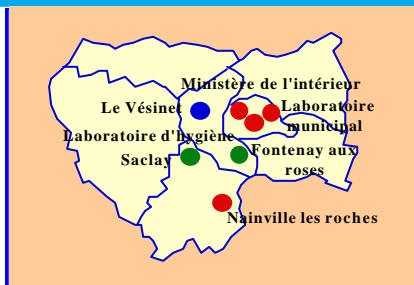 Ministère de l'intérieur
Le Vésinet
Laboratoire
municipal
Laboratoire d'hygiène
Saclay
Fontenay aux
roses
Nainville les roches